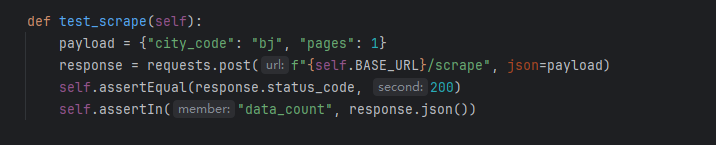 def test_scrape(self):
payload = {"city_code": "bj", "pages": 1}
response = requests.post( url: f"{self.BASE_URL}/scrape", json=payload)
self.assertEqual(response.status_code, second: 200)
self.assertIn( member: "data_count", response.json())